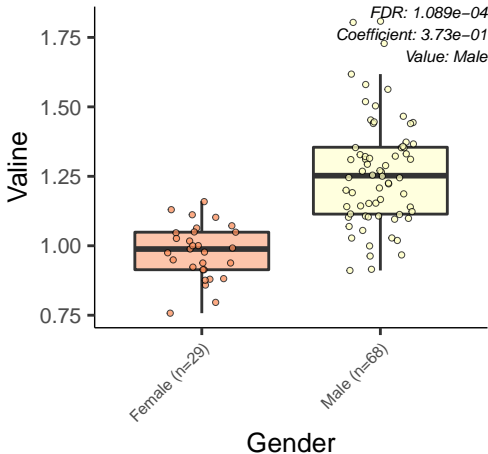 FDR: 1.089e−04
Coefficient: 3.73e−01
Value: Male
1.75
1.50
1.25
1.00
0.75
Valine
Female (n=29)
Male (n=68)
Gender